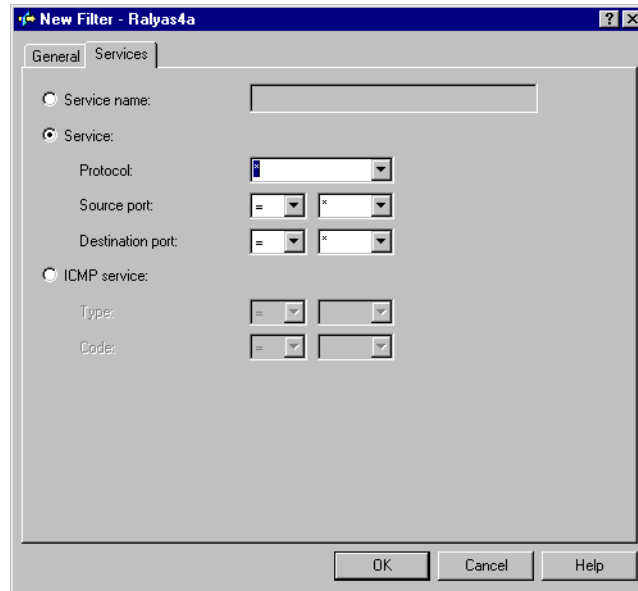 New Filter - Ralyas4a
General Services
Service name:
Service:
Protocol: *
Source port: = *
Destination port: = *
ICMP service:
Type: =
Code: =
OK Cancel Help